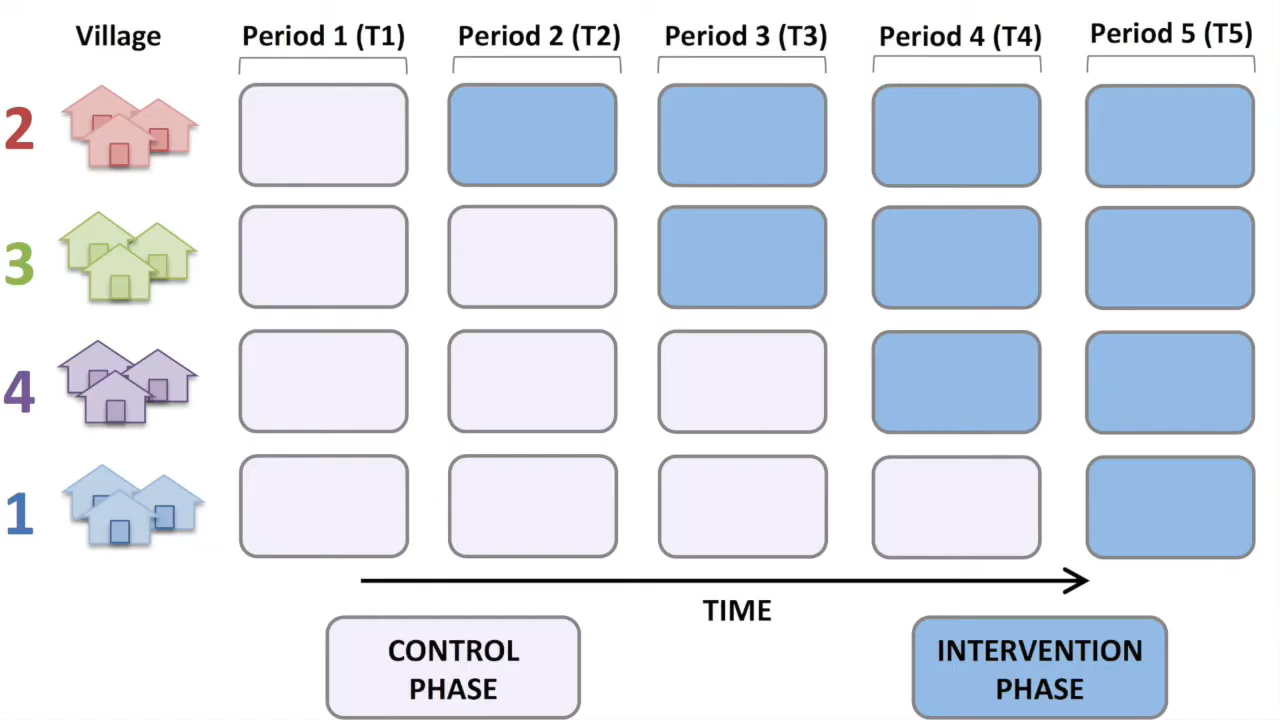 Village Period 1 (T1) Period 2 (T2) Period 3 (T3) Period 4 (T4) Period 5 (T5)
2
3
4
1
TIME
CONTROL
PHASE
INTERVENTION
PHASE